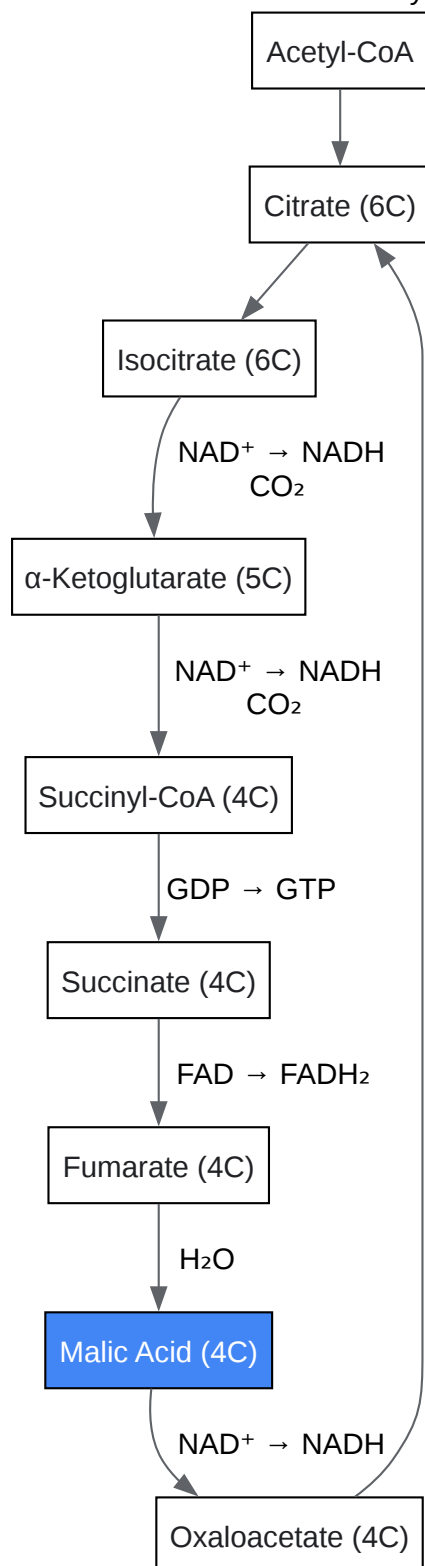 Acetyl-CoA
Citrate (6C)
Isocitrate (6C)
NAD⁺ → NADH
CO₂
α-Ketoglutarate (5C)
NAD⁺ → NADH
CO₂
Succinyl-CoA (4C)
GDP → GTP
Succinate (4C)
FAD → FADH₂
Fumarate (4C)
H₂O
Malic Acid (4C)
NAD⁺ → NADH
Oxaloacetate (4C)